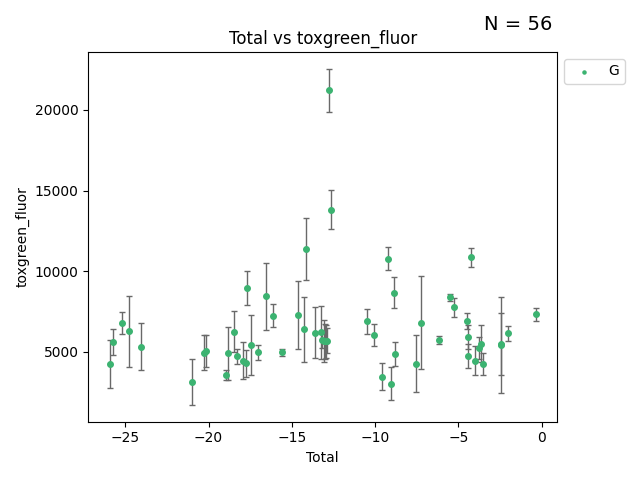 N = 56
Total vs toxgreen_fluor
G
toxgreen_fluor
20000
15000
10000
5000
−25 −20 −15 −10 −5 0
Total